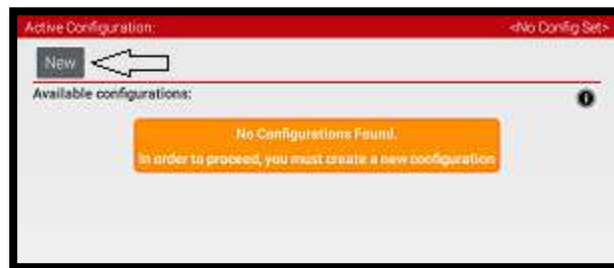 Active Configuration: <No Config Set>
New
Available configurations:
No Configurations Found.
In order to proceed, you must create a new configuration